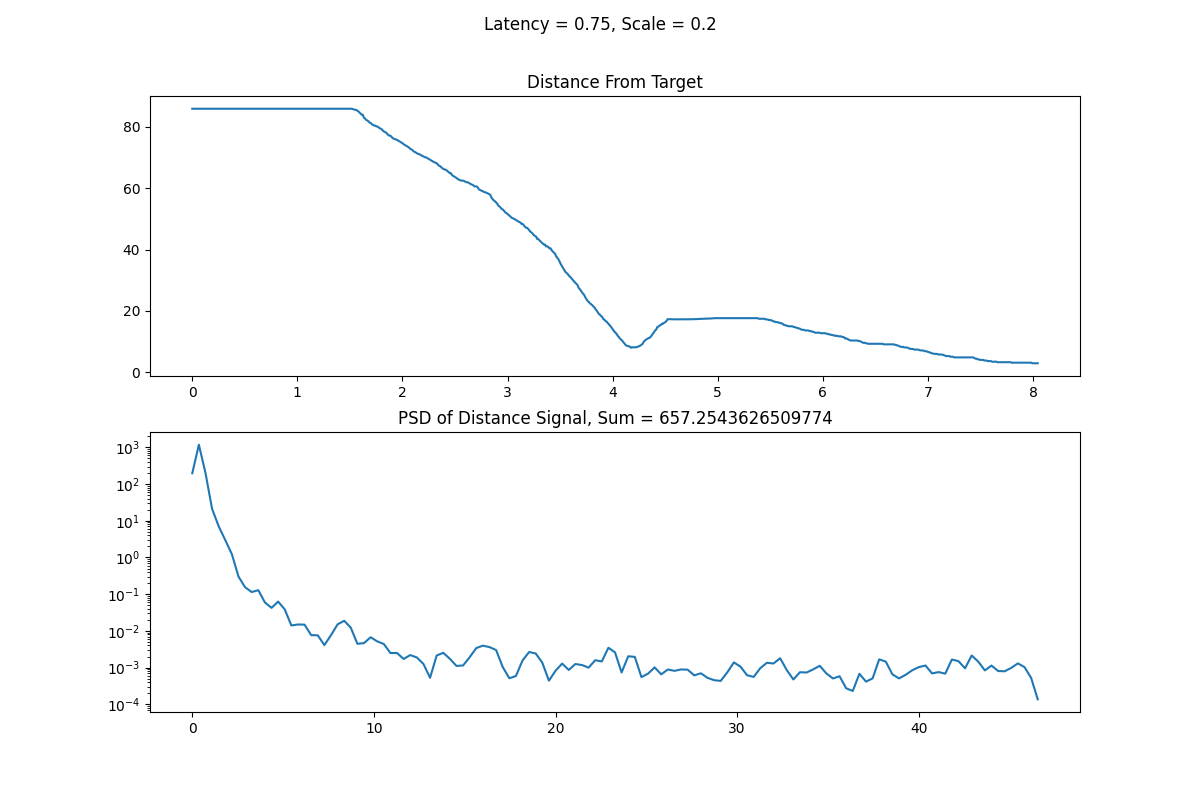 Latency = 0.75, Scale = 0.2
Distance From Target
80
60
40
20
0
0 1 2 3 4 5 6 7 8
PSD of Distance Signal, Sum = 657.2543626509774
10³
10²
10¹
10⁰
10⁻¹
10⁻²
10⁻³
10⁻⁴
0 10 20 30 40